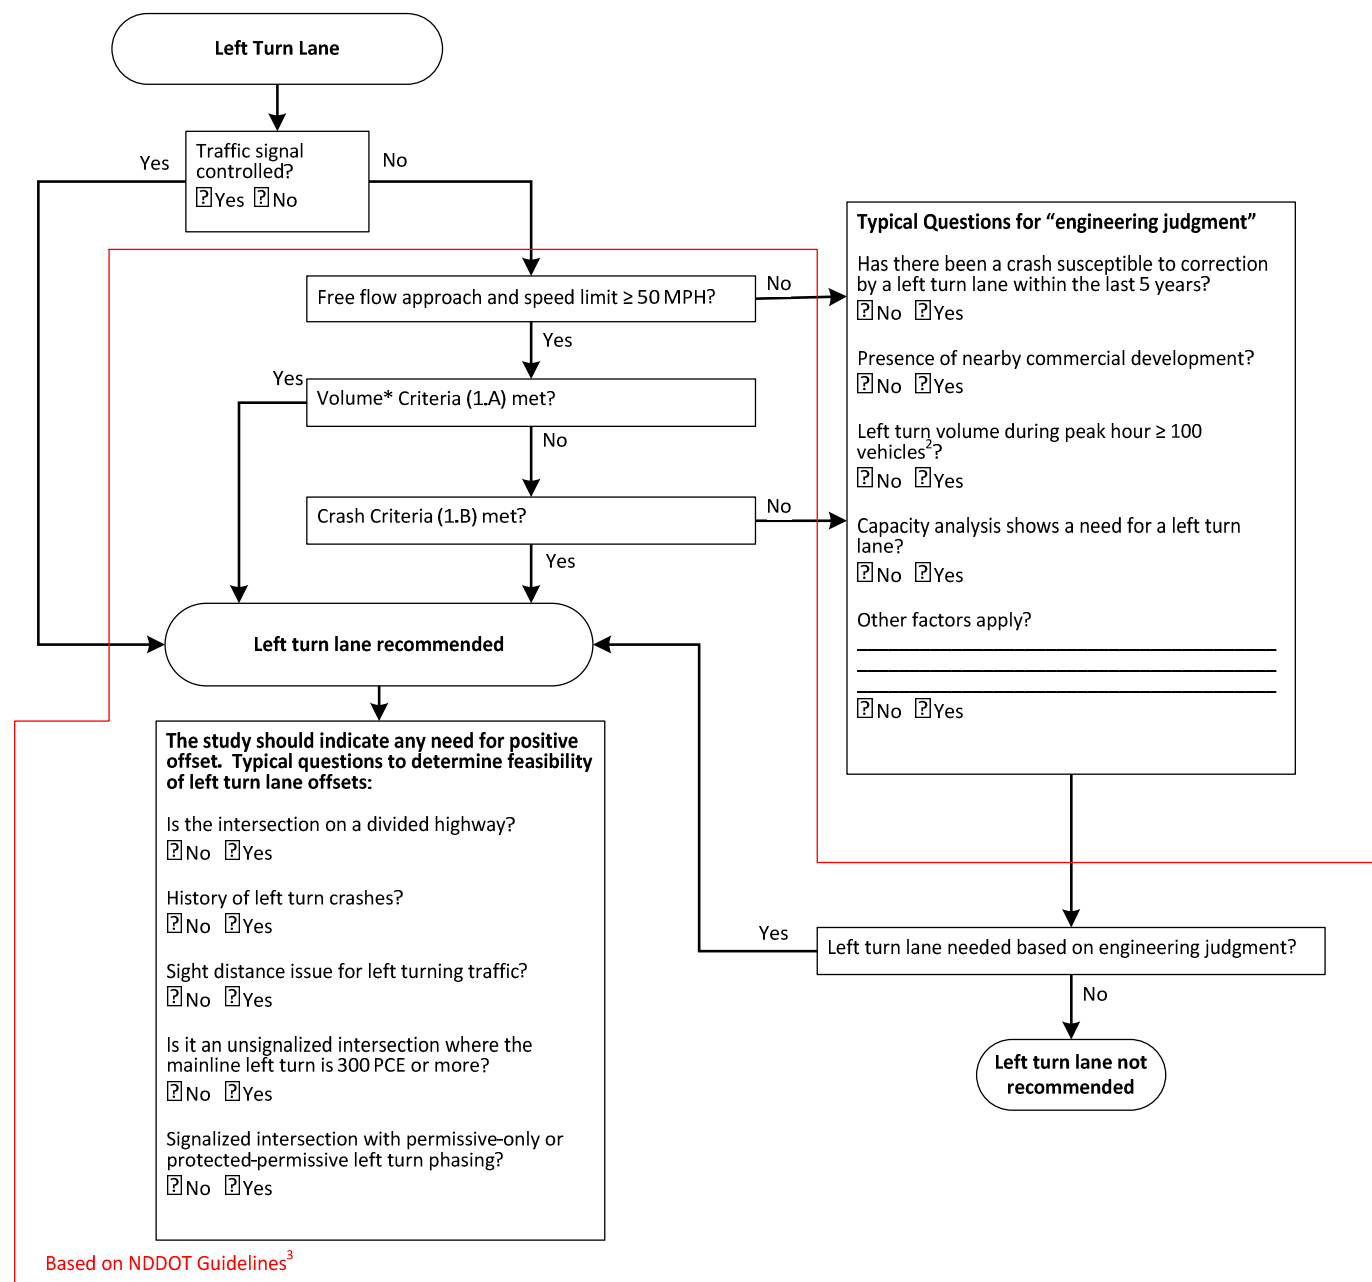 Left Turn Lane
Traffic signal
controlled?
Yes No
Yes
No
Free flow approach and speed limit ≥ 50 MPH?
No
Yes
Volume* Criteria (1.A) met?
Yes
No
Crash Criteria (1.B) met?
No
Yes
Left turn lane recommended
The study should indicate any need for positive
offset. Typical questions to determine feasibility
of left turn lane offsets:
Is the intersection on a divided highway?
No Yes
History of left turn crashes?
No Yes
Sight distance issue for left turning traffic?
No Yes
Is it an unsignalized intersection where the
mainline left turn is 300 PCE or more?
No Yes
Signalized intersection with permissive-only or
protected-permissive left turn phasing?
No Yes
Typical Questions for “engineering judgment”
Has there been a crash susceptible to correction
by a left turn lane within the last 5 years?
No Yes
Presence of nearby commercial development?
No Yes
Left turn volume during peak hour ≥ 100
vehicles²?
No Yes
Capacity analysis shows a need for a left turn
lane?
No Yes
Other factors apply?
No Yes
Left turn lane needed based on engineering judgment?
Yes
No
Left turn lane not
recommended
Based on NDDOT Guidelines³